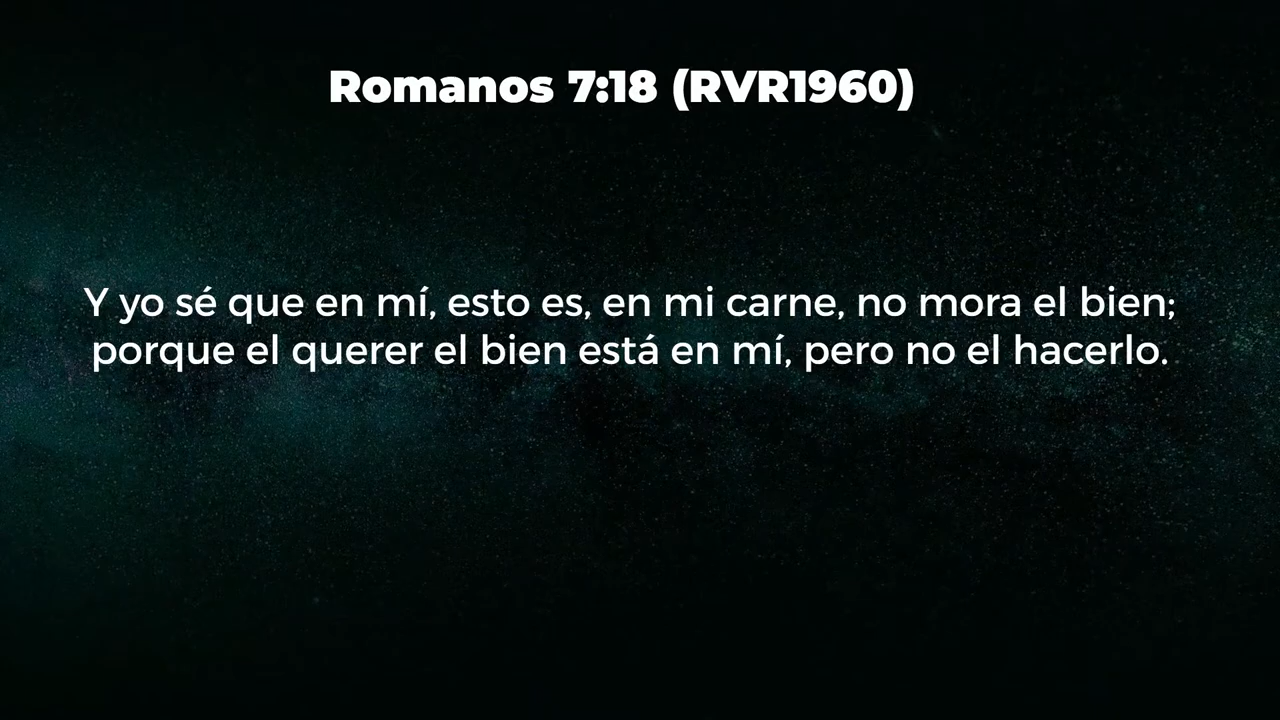 Romanos 7:18 (RVR1960)
Y yo sé que en mí, esto es, en mi carne, no mora el bien;
porque el querer el bien está en mí, pero no el hacerlo.